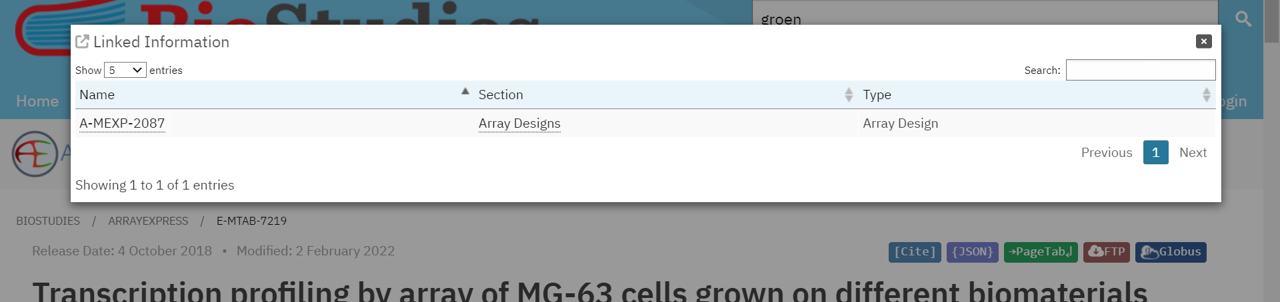 BioStudies
groen
Linked Information
Show 5 entries
Search:
Name Section Type
Home
A-MEXP-2087 Array Designs Array Design
Previous 1 Next
Showing 1 to 1 of 1 entries
BIOSTUDIES / ARRAYEXPRESS / E-MTAB-7219
Release Date: 4 October 2018 • Modified: 2 February 2022
[Cite] {JSON} PageTab FTP Globus
Transcription profiling by array of MG-63 cells grown on different biomaterials